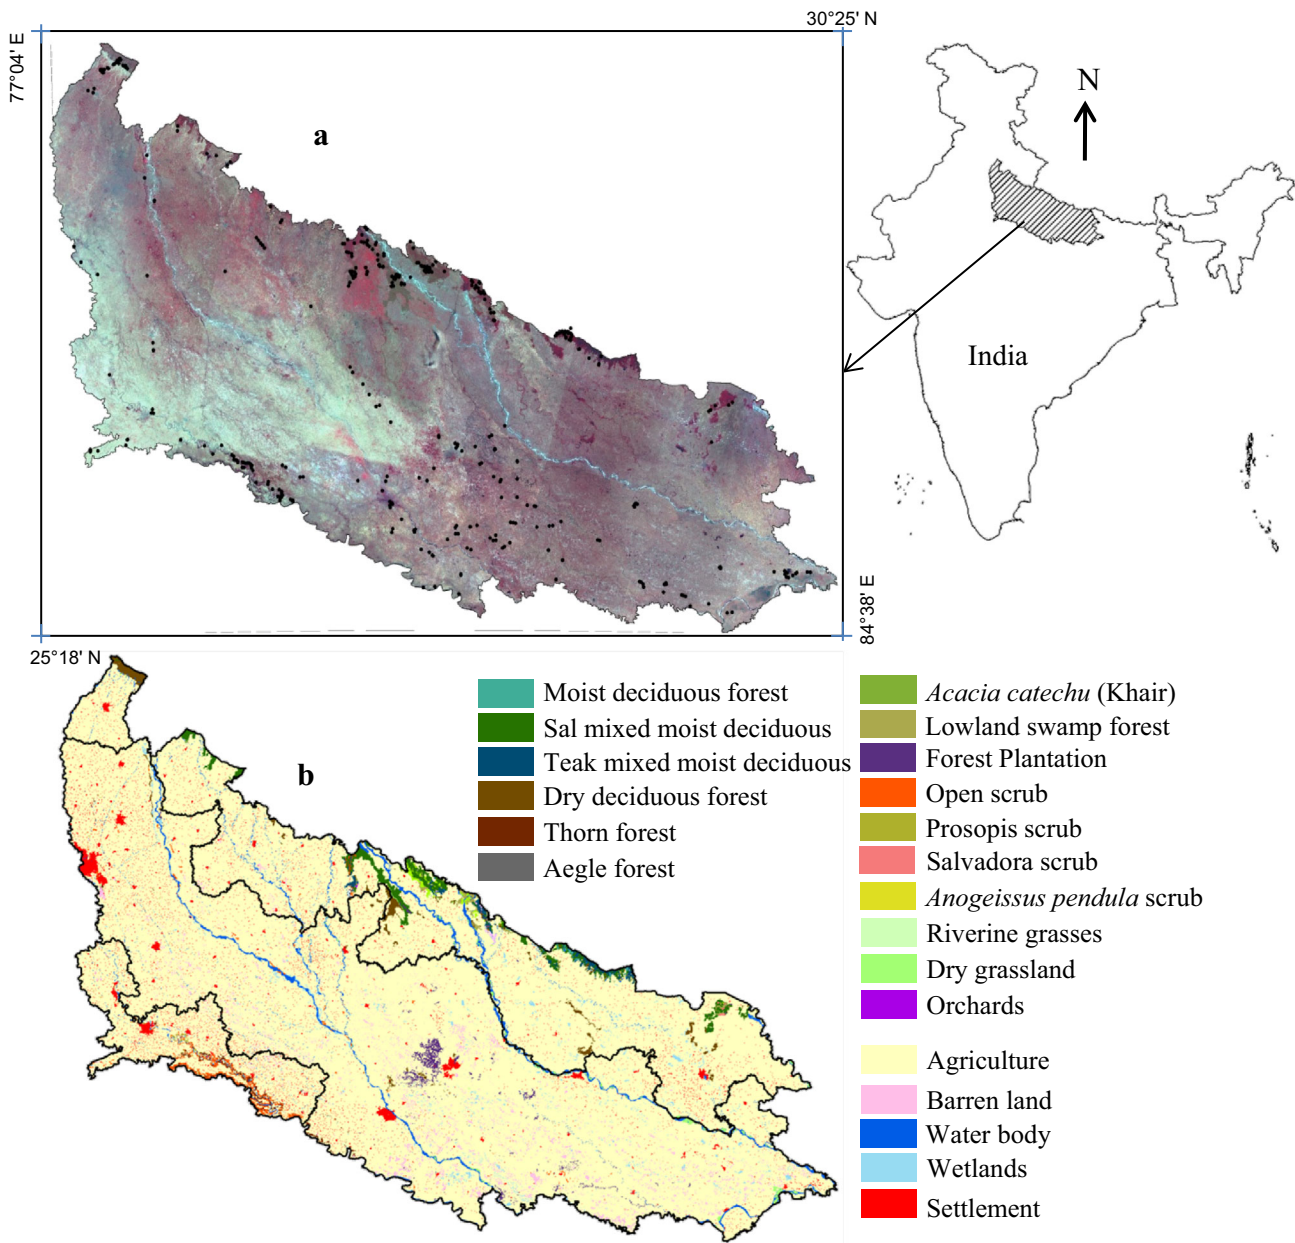 30°25' N
77°04' E
a
N
India
84°38' E
25°18' N
b
Moist deciduous forest
Sal mixed moist deciduous
Teak mixed moist deciduous
Dry deciduous forest
Thorn forest
Aegle forest
Acacia catechu (Khair)
Lowland swamp forest
Forest Plantation
Open scrub
Prosopis scrub
Salvadora scrub
Anogeissus pendula scrub
Riverine grasses
Dry grassland
Orchards
Agriculture
Barren land
Water body
Wetlands
Settlement